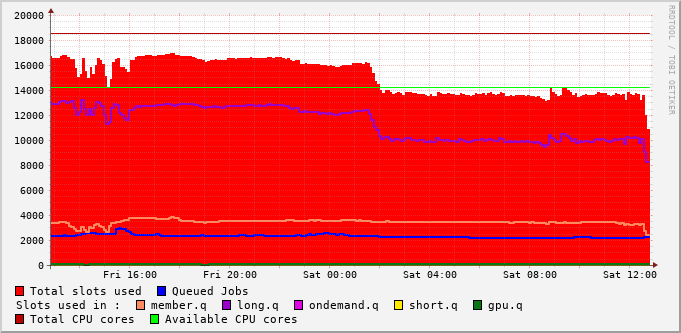 20000
18000
16000
14000
12000
10000
8000
6000
4000
2000
0
Fri 16:00 Fri 20:00 Sat 00:00 Sat 04:00 Sat 08:00 Sat 12:00
RRDTOOL / TOBI OETIKER
Total slots used Queued Jobs
Slots used in : member.q long.q ondemand.q short.q gpu.q
Total CPU cores Available CPU cores